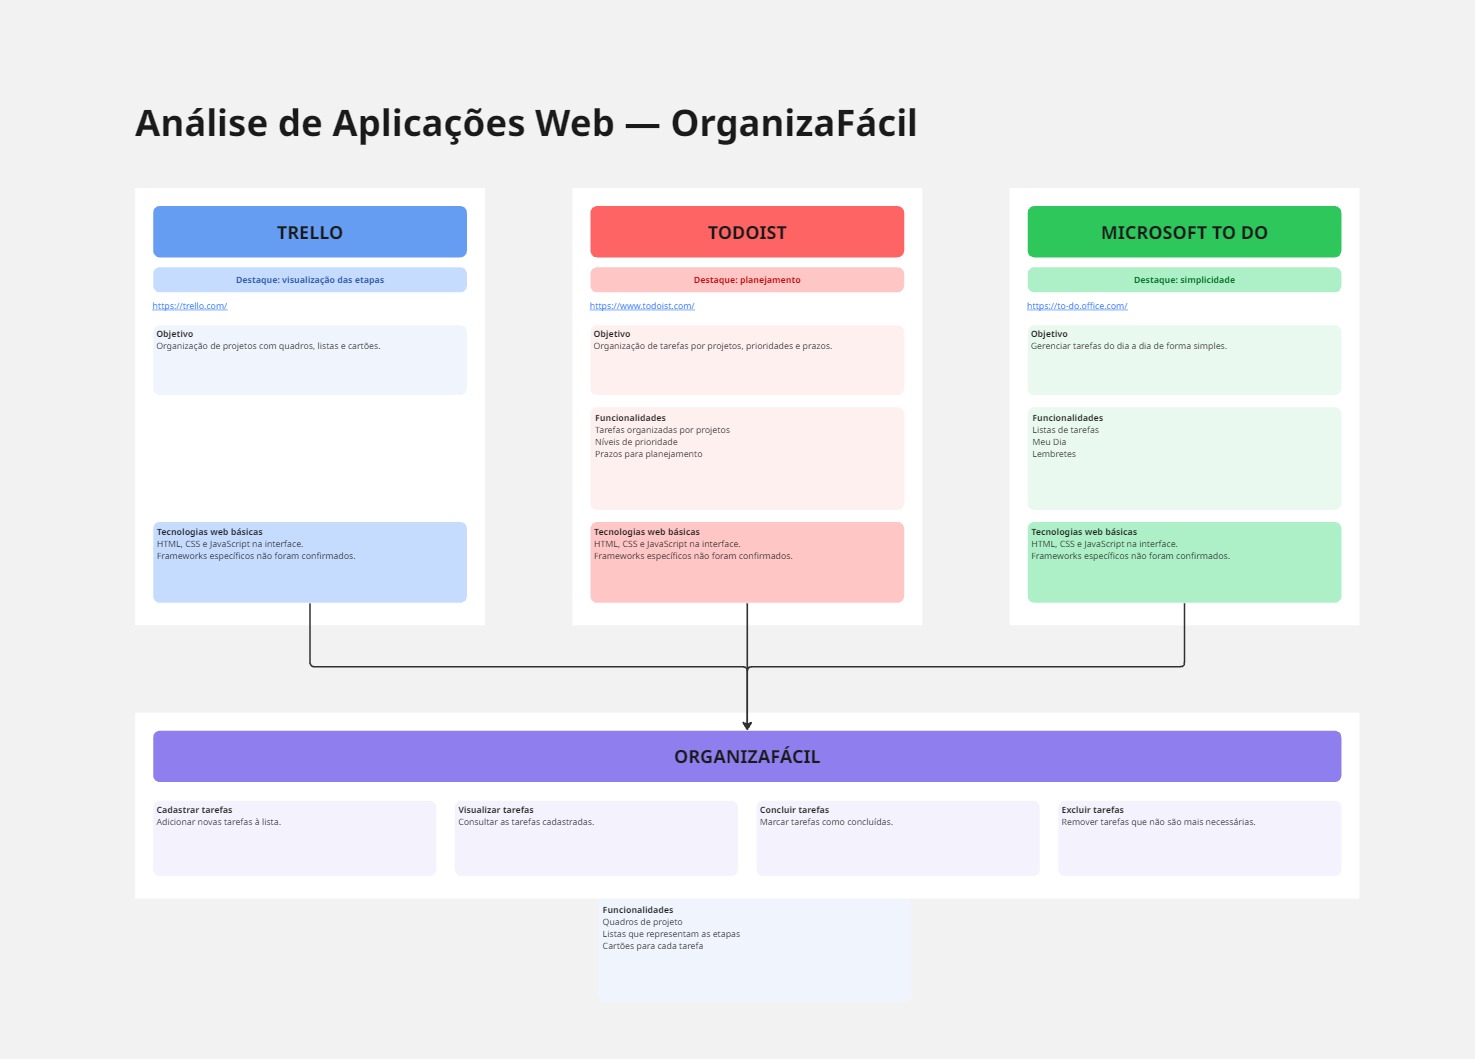 Análise de Aplicações Web — OrganizaFácil
TRELLO
Destaque: visualização das etapas
https://trello.com/
Objetivo
Organização de projetos com quadros, listas e cartões.
Tecnologias web básicas
HTML, CSS e JavaScript na interface.
Frameworks específicos não foram confirmados.
TODOIST
Destaque: planejamento
https://www.todoist.com/
Objetivo
Organização de tarefas por projetos, prioridades e prazos.
Funcionalidades
Tarefas organizadas por projetos
Níveis de prioridade
Prazos para planejamento
Tecnologias web básicas
HTML, CSS e JavaScript na interface.
Frameworks específicos não foram confirmados.
MICROSOFT TO DO
Destaque: simplicidade
https://to-do.office.com/
Objetivo
Gerenciar tarefas do dia a dia de forma simples.
Funcionalidades
Listas de tarefas
Meu Dia
Lembretes
Tecnologias web básicas
HTML, CSS e JavaScript na interface.
Frameworks específicos não foram confirmados.
ORGANIZAFÁCIL
Cadastrar tarefas
Adicionar novas tarefas à lista.
Visualizar tarefas
Consultar as tarefas cadastradas.
Concluir tarefas
Marcar tarefas como concluídas.
Excluir tarefas
Remover tarefas que não são mais necessárias.
Funcionalidades
Quadros de projeto
Listas que representam as etapas
Cartões para cada tarefa